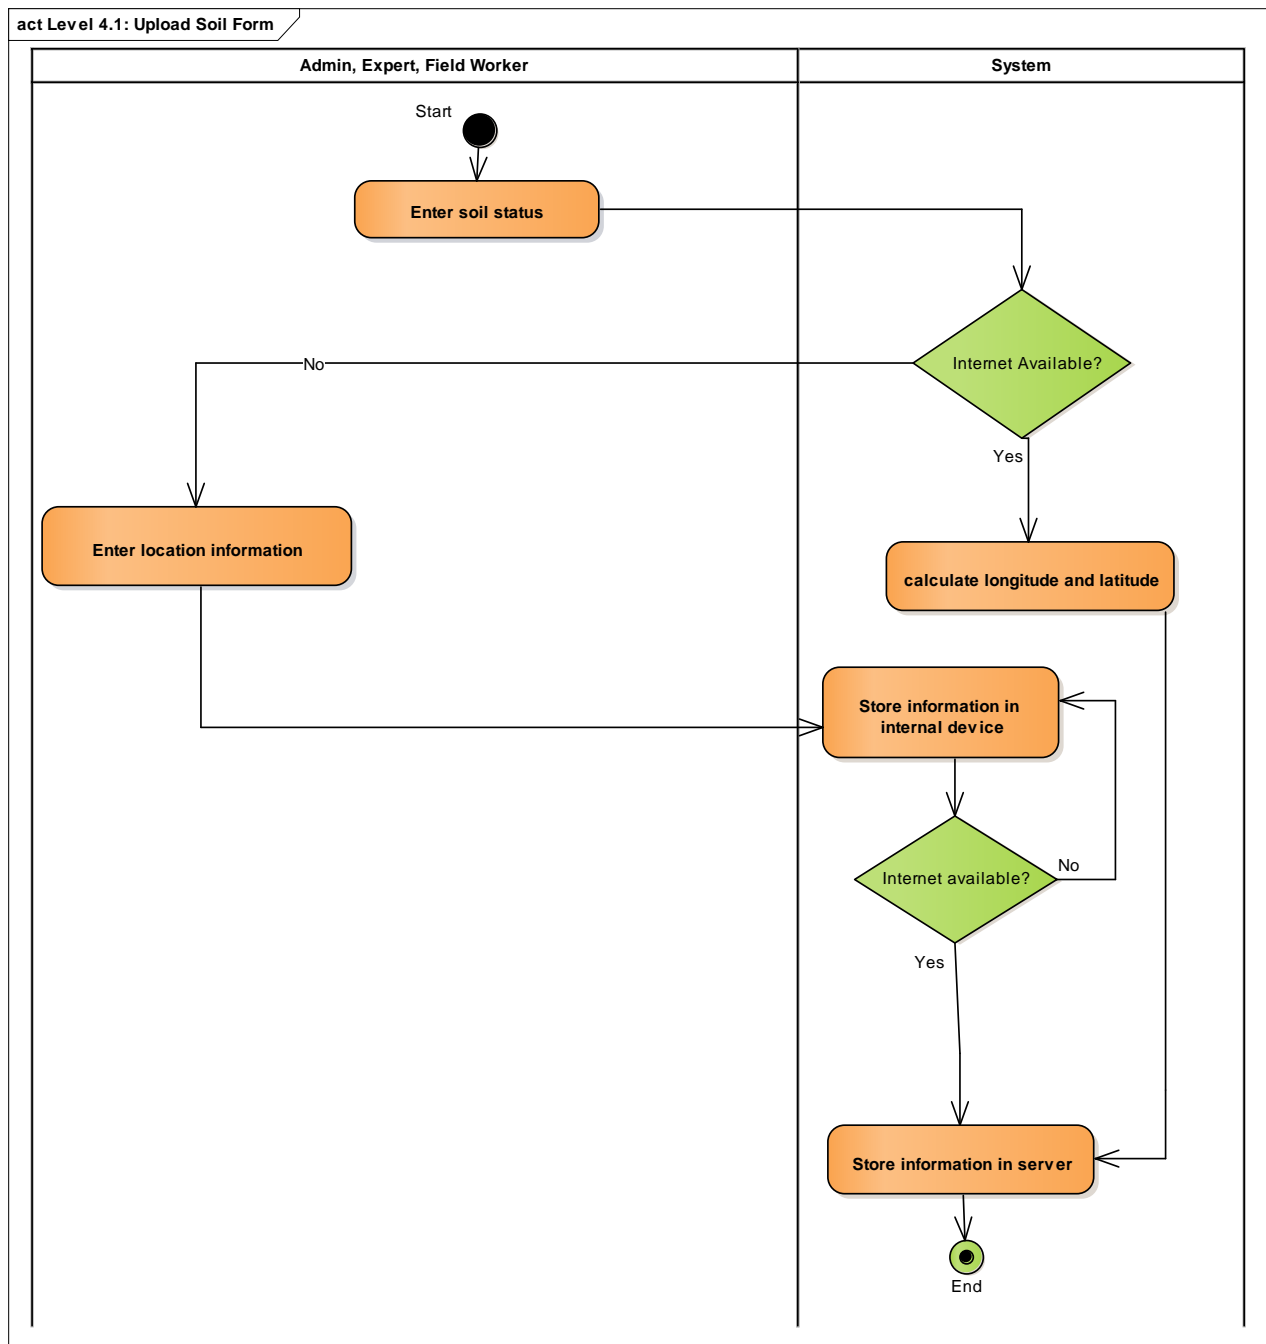 act Level 4.1: Upload Soil Form
Admin, Expert, Field Worker
System
Start
Enter soil status
Internet Available?
No
Yes
Enter location information
calculate longitude and latitude
Store information in
internal device
Internet available?
No
Yes
Store information in server
End